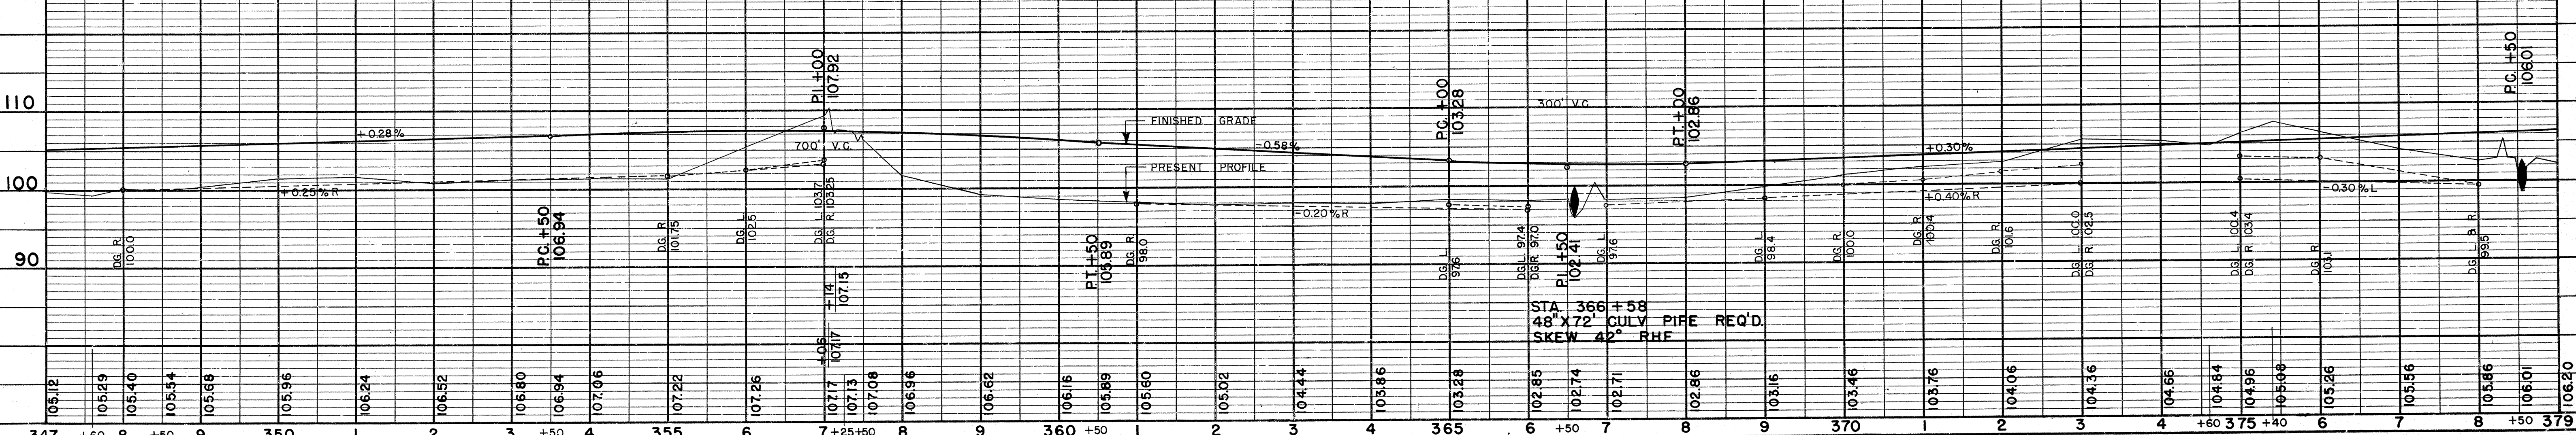 110
100
90
+0.28%
+0.25% R
P.I. +00
107.92
700' V.C.
FINISHED GRADE
-0.58%
PRESENT PROFILE
-0.20% R
P.C. +00
103.28
300' V.C.
P.T. +00
102.86
+0.30%
+0.40% R
-0.30% L
P.C. +50
106.01
D.G. R.
100.0
P.C. +50
106.94
D.G. R.
101.75
D.G. L.
102.5
D.G. L. 103.7
D.G. R. 103.25
+14
107.15
+06
107.17
P.T. +50
105.89
D.G. R.
98.0
D.G. L.
97.6
D.G. L. 97.4
D.G. R. 97.0
P.I. +50
102.41
D.G. L.
97.6
D.G. L.
98.4
D.G. R.
100.0
D.G. R.
100.4
D.G. R.
101.6
D.G. L. 100.0
D.G. R. 102.5
D.G. L. 100.4
D.G. R. 103.4
D.G. R.
103.1
D.G. L. & R.
99.5
STA. 366+58
48"X72' CULV PIPE REQ'D.
SKEW 42° RHF
105.12 105.29 105.40 105.54 105.68 105.96 106.24 106.52 106.80 106.94 107.06 107.22 107.26 107.17 107.13 107.08 106.96 106.62 106.16 105.89 105.60 105.02 104.44 103.86 103.28 102.85 102.74 102.71 102.86 103.16 103.46 103.76 104.06 104.36 104.66 104.84 104.96 105.08 105.26 105.56 105.86 106.01 106.20
347 +60 8 +50 9 350 1 2 3 +50 4 355 6 7 +25 +50 8 9 360 +50 1 2 3 4 365 6 +50 7 8 9 370 1 2 3 4 +60 375 +40 6 7 8 +50 379